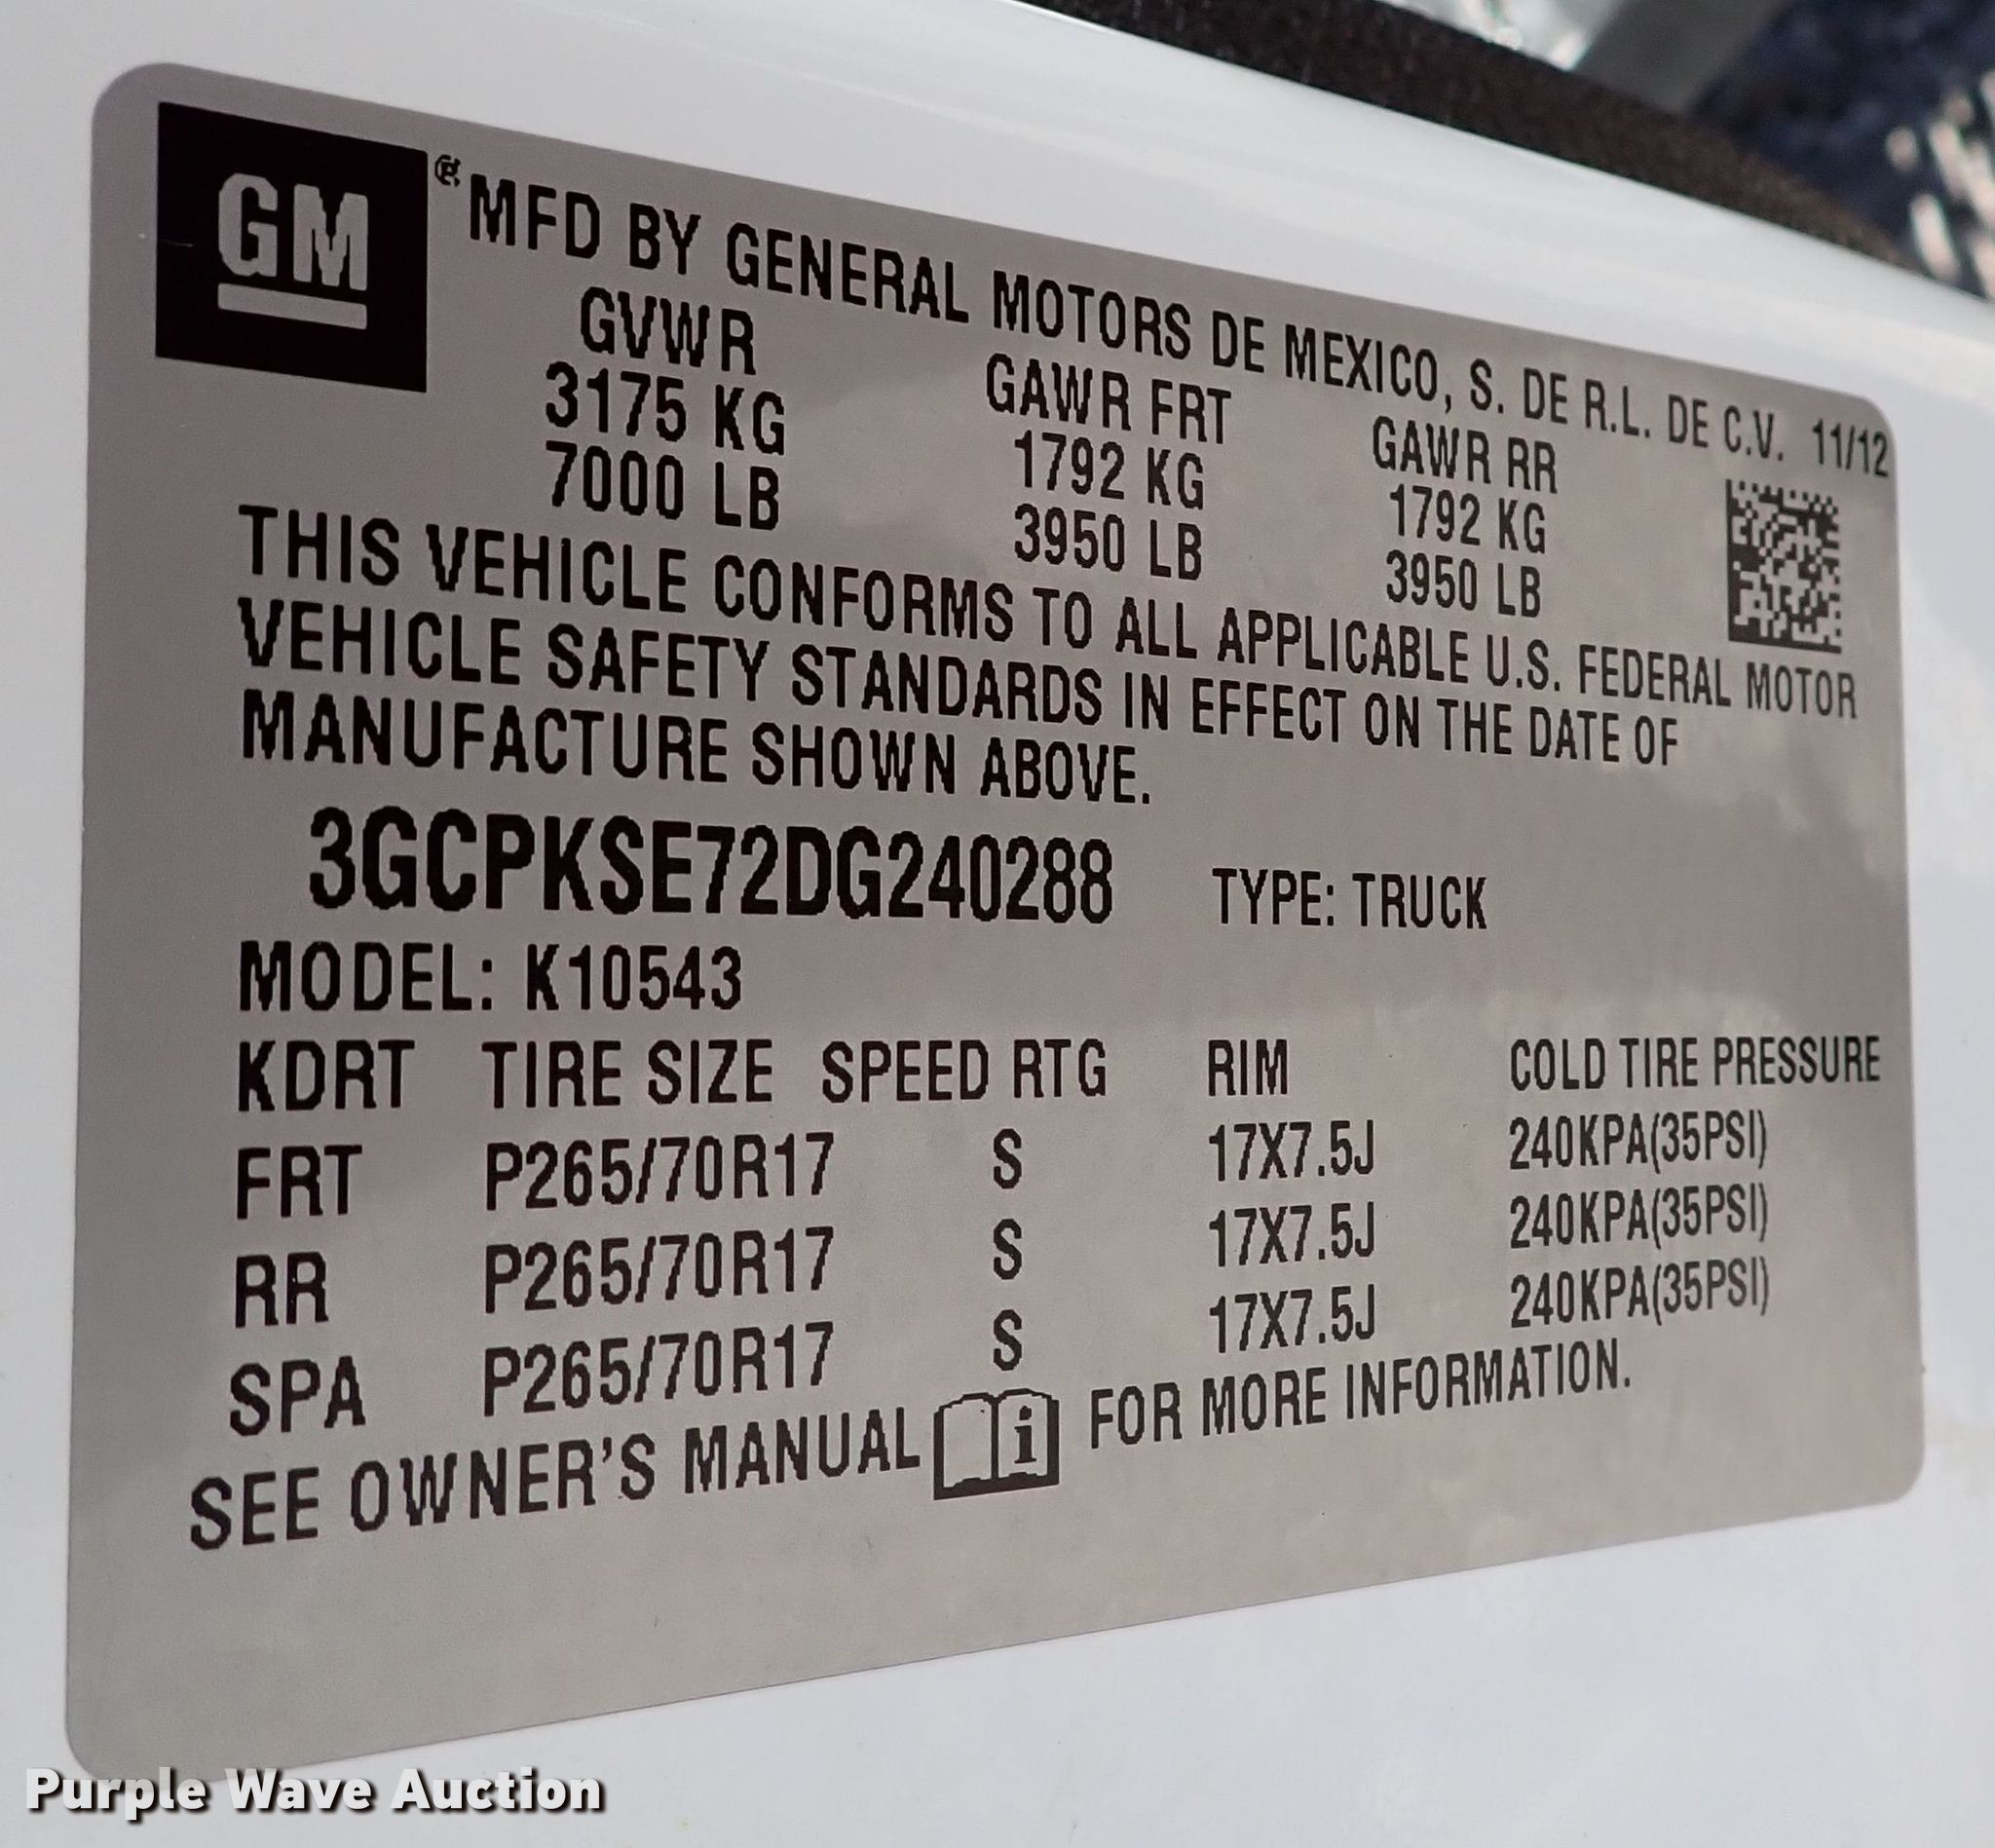 GM
® MFD BY GENERAL MOTORS DE MEXICO, S. DE R.L. DE C.V. 11/12
GVWR GAWR FRT GAWR RR
3175 KG 1792 KG 1792 KG
7000 LB 3950 LB 3950 LB
THIS VEHICLE CONFORMS TO ALL APPLICABLE U.S. FEDERAL MOTOR
VEHICLE SAFETY STANDARDS IN EFFECT ON THE DATE OF
MANUFACTURE SHOWN ABOVE.
3GCPKSE72DG240288 TYPE: TRUCK
MODEL: K10543
KDRT TIRE SIZE SPEED RTG RIM COLD TIRE PRESSURE
FRT P265/70R17 S 17X7.5J 240KPA(35PSI)
RR P265/70R17 S 17X7.5J 240KPA(35PSI)
SPA P265/70R17 S 17X7.5J 240KPA(35PSI)
SEE OWNER'S MANUAL i FOR MORE INFORMATION.
Purple Wave Auction